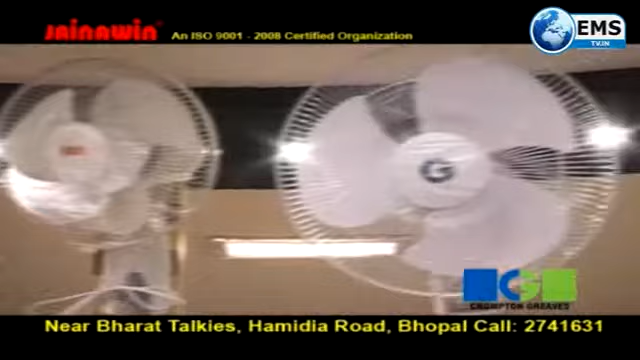 JAINAWIN
An ISO 9001 - 2008 Certified Organization
EMS
TV.IN
G
CROMPTON GREAVES
Near Bharat Talkies, Hamidia Road, Bhopal Call: 2741631